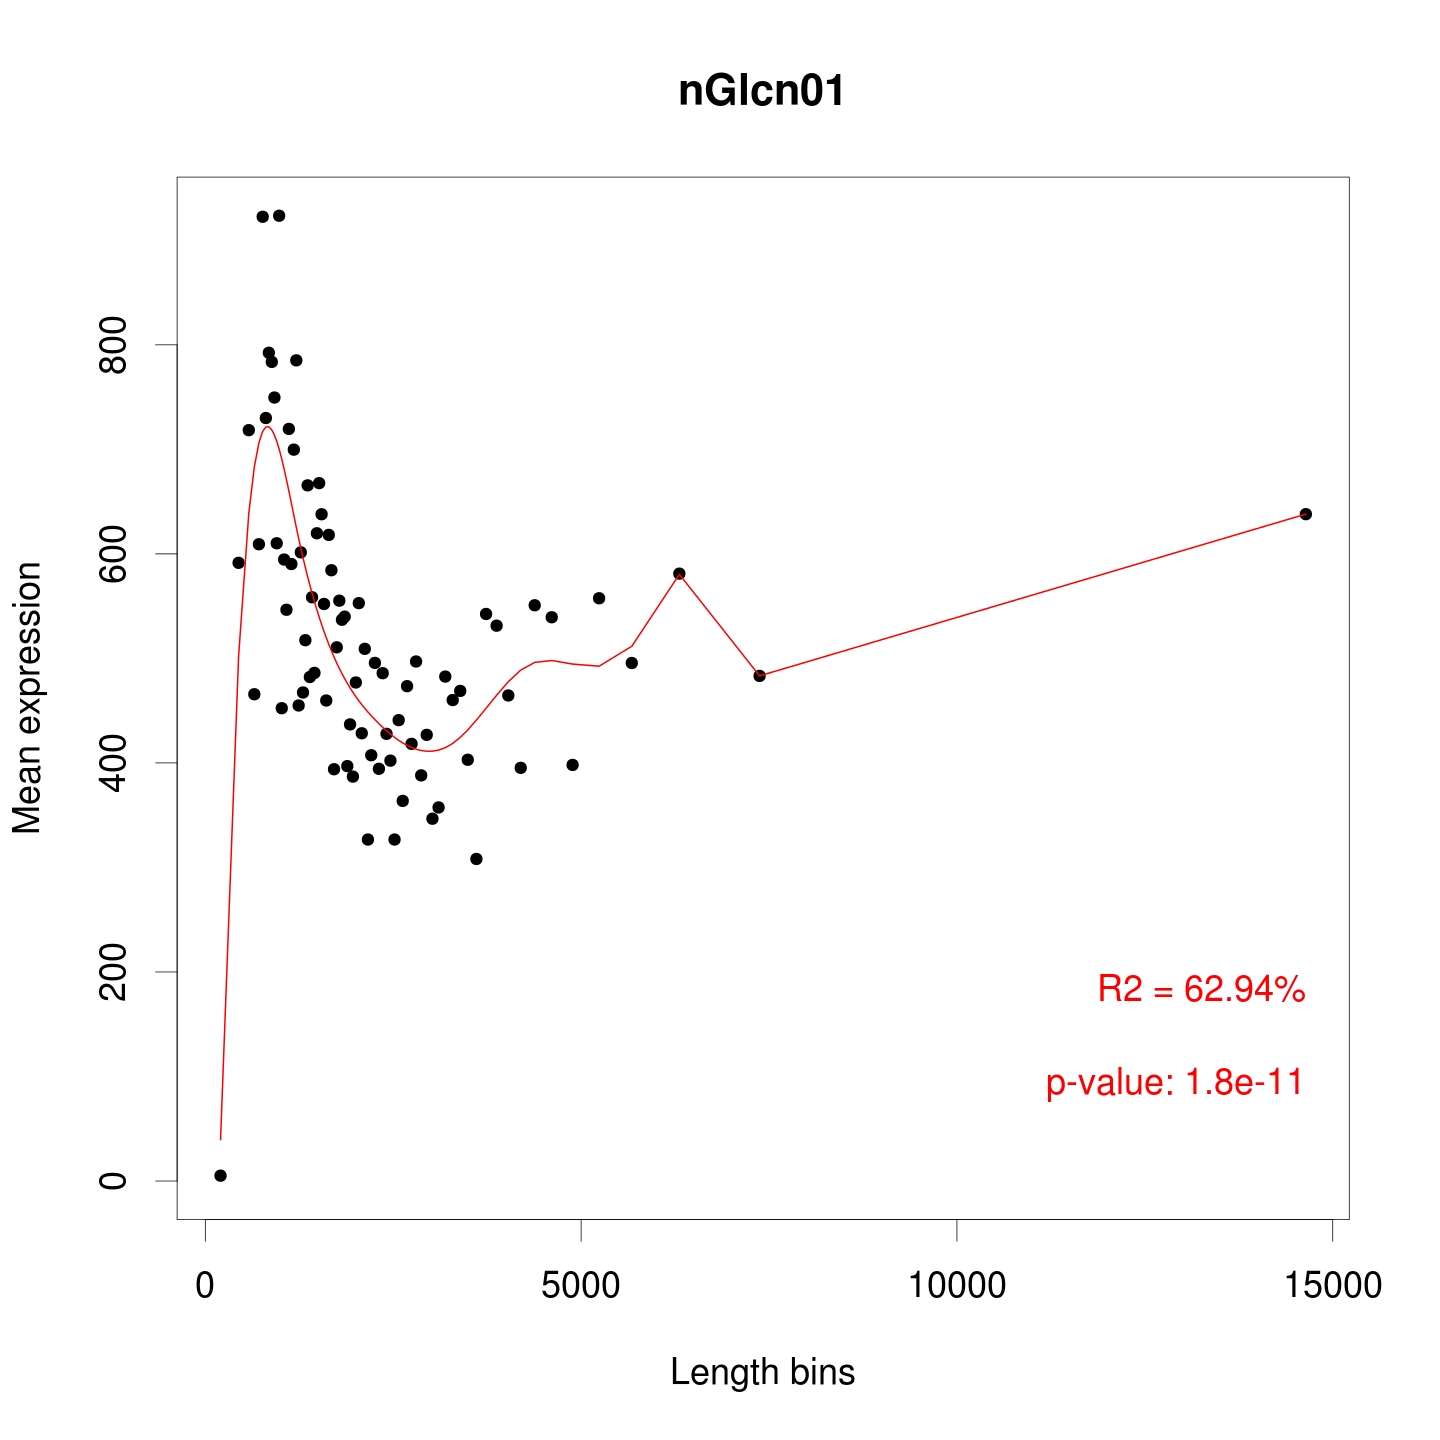 nGlcn01
Mean expression
800
600
400
200
0
R2 = 62.94%
p-value: 1.8e-11
0 5000 10000 15000
Length bins